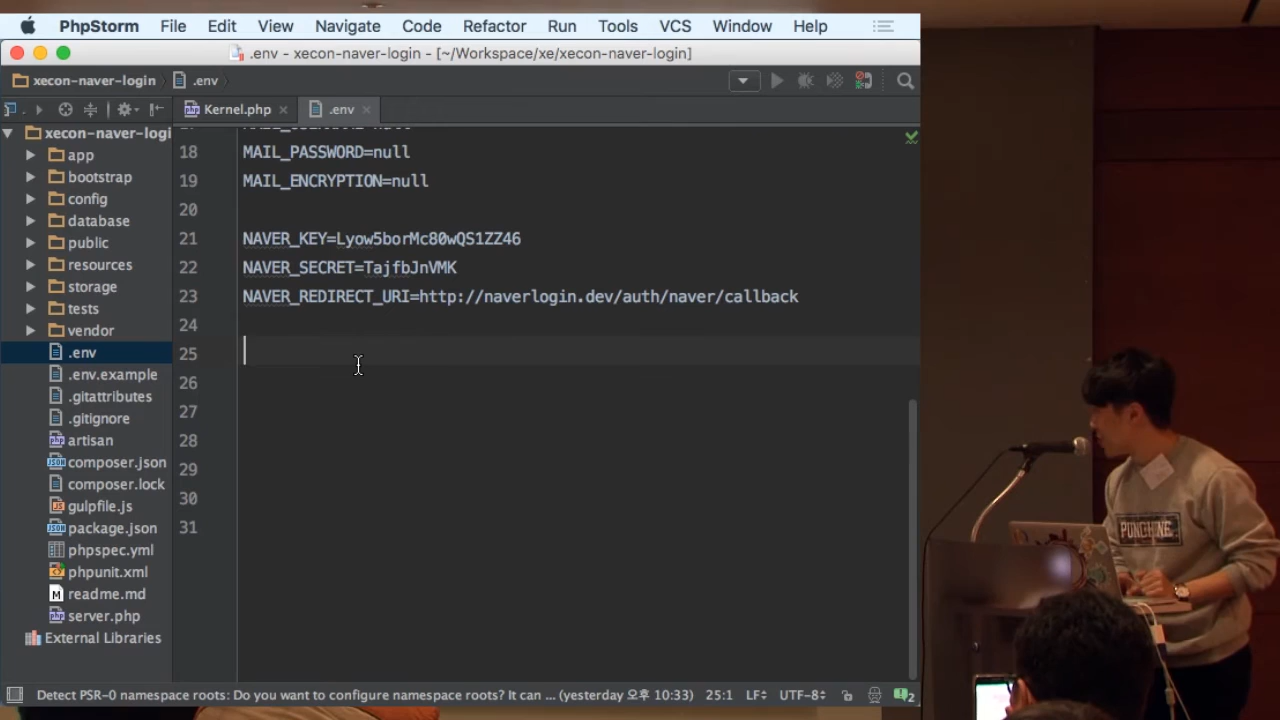 PhpStorm File Edit View Navigate Code Refactor Run Tools VCS Window Help
.env - xecon-naver-login - [~/Workspace/xe/xecon-naver-login]
xecon-naver-login .env
Kernel.php .env
xecon-naver-logi
app
bootstrap
config
database
public
resources
storage
tests
vendor
.env
.env.example
.gitattributes
.gitignore
artisan
composer.json
composer.lock
gulpfile.js
package.json
phpspec.yml
phpunit.xml
readme.md
server.php
External Libraries
18 MAIL_PASSWORD=null
19 MAIL_ENCRYPTION=null
20
21 NAVER_KEY=Lyow5borMc80wQS1ZZ46
22 NAVER_SECRET=TajfbJnVMK
23 NAVER_REDIRECT_URI=http://naverlogin.dev/auth/naver/callback
24
25
26
27
28
29
30
31
Detect PSR-0 namespace roots: Do you want to configure namespace roots? It can ... (yesterday 오후 10:33) 25:1 LF UTF-8 2